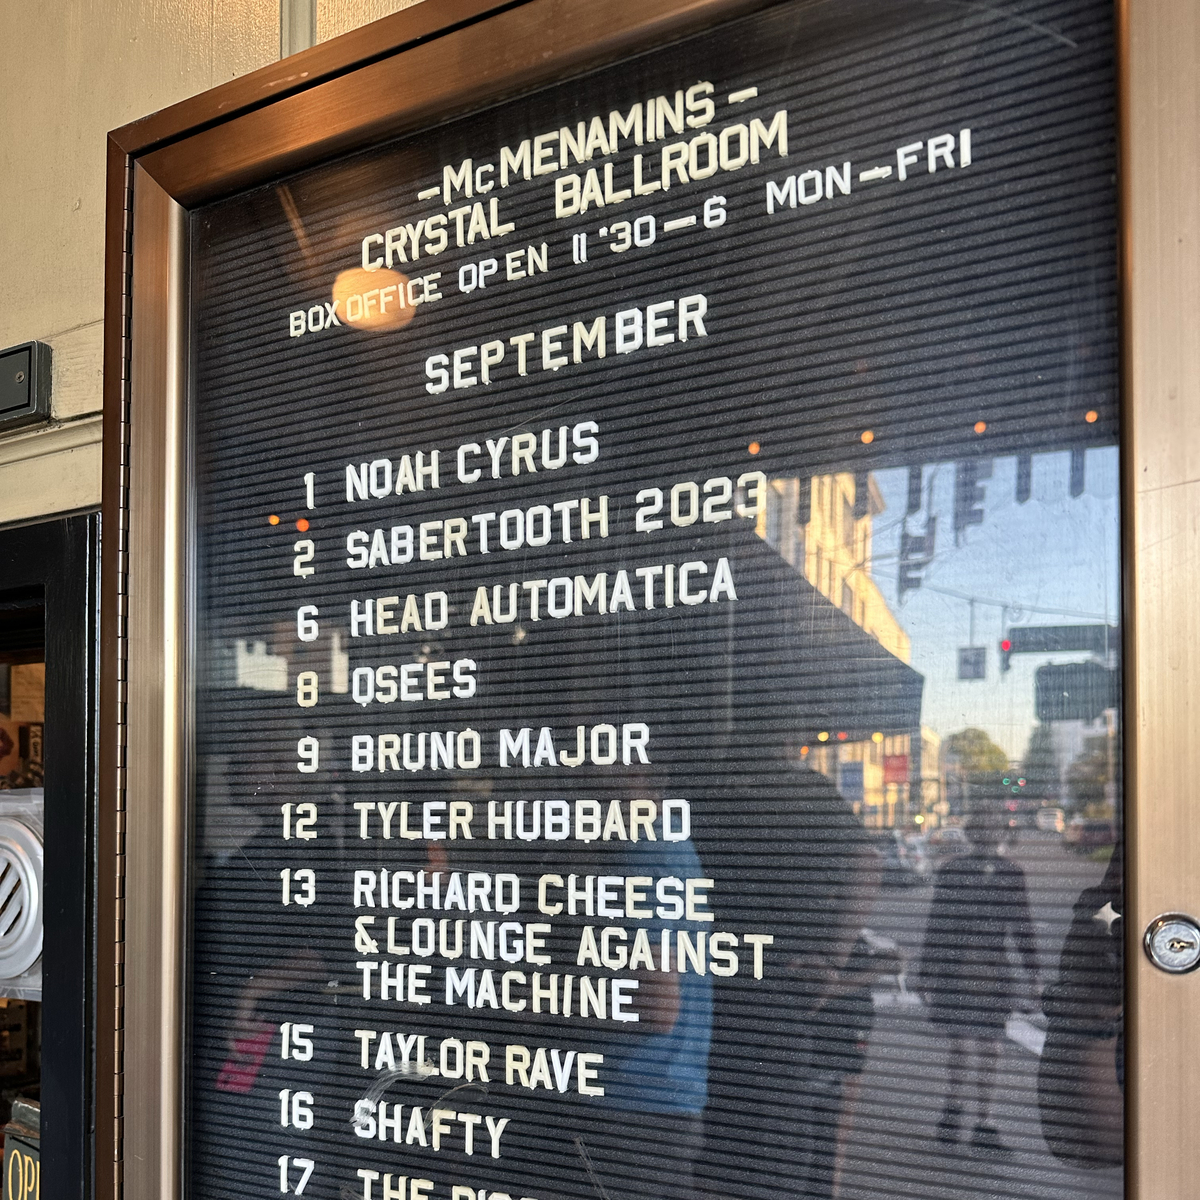 -McMENAMINS-
CRYSTAL BALLROOM
BOX OFFICE OPEN 11:30-6 MON-FRI
SEPTEMBER
1 NOAH CYRUS
2 SABERTOOTH 2023
6 HEAD AUTOMATICA
8 OSEES
9 BRUNO MAJOR
12 TYLER HUBBARD
13 RICHARD CHEESE
& LOUNGE AGAINST
THE MACHINE
15 TAYLOR RAVE
16 SHAFTY
17 THE